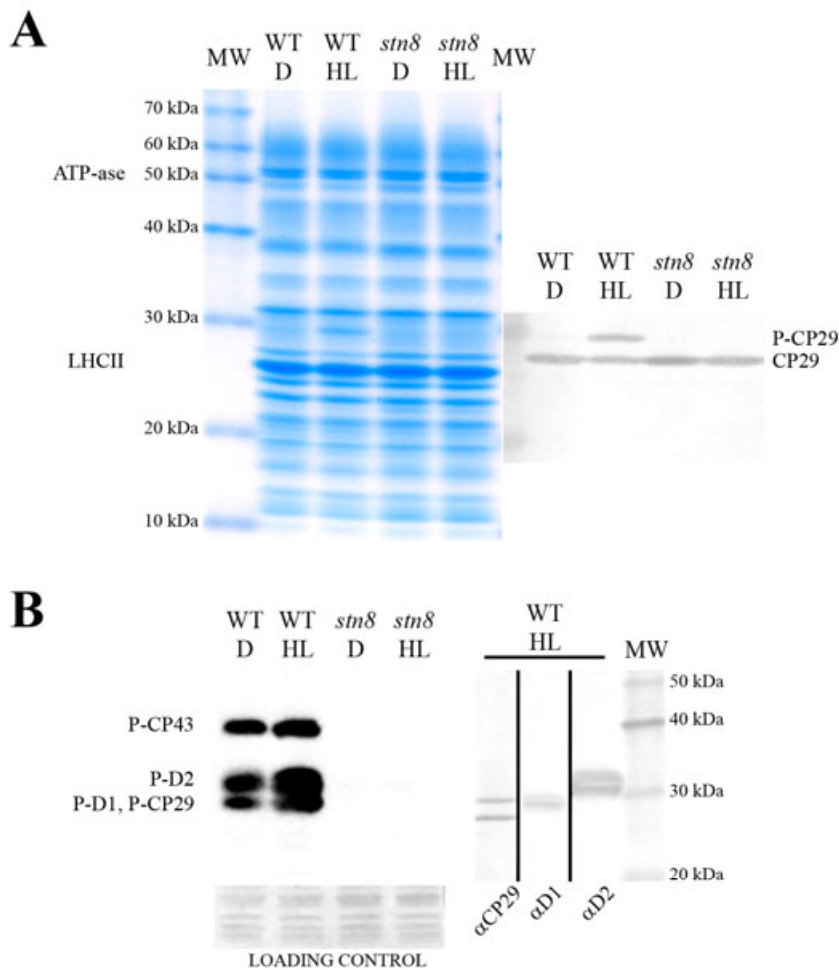 A
MW
WT
D
WT
HL
stn8
D
stn8
HL
MW
70 kDa
60 kDa
ATP-ase
50 kDa
40 kDa
30 kDa
LHCII
20 kDa
10 kDa
WT
D
WT
HL
stn8
D
stn8
HL
P-CP29
CP29
B
WT
D
WT
HL
stn8
D
stn8
HL
P-CP43
P-D2
P-D1, P-CP29
LOADING CONTROL
WT
HL
MW
50 kDa
40 kDa
30 kDa
20 kDa
αCP29
αD1
αD2